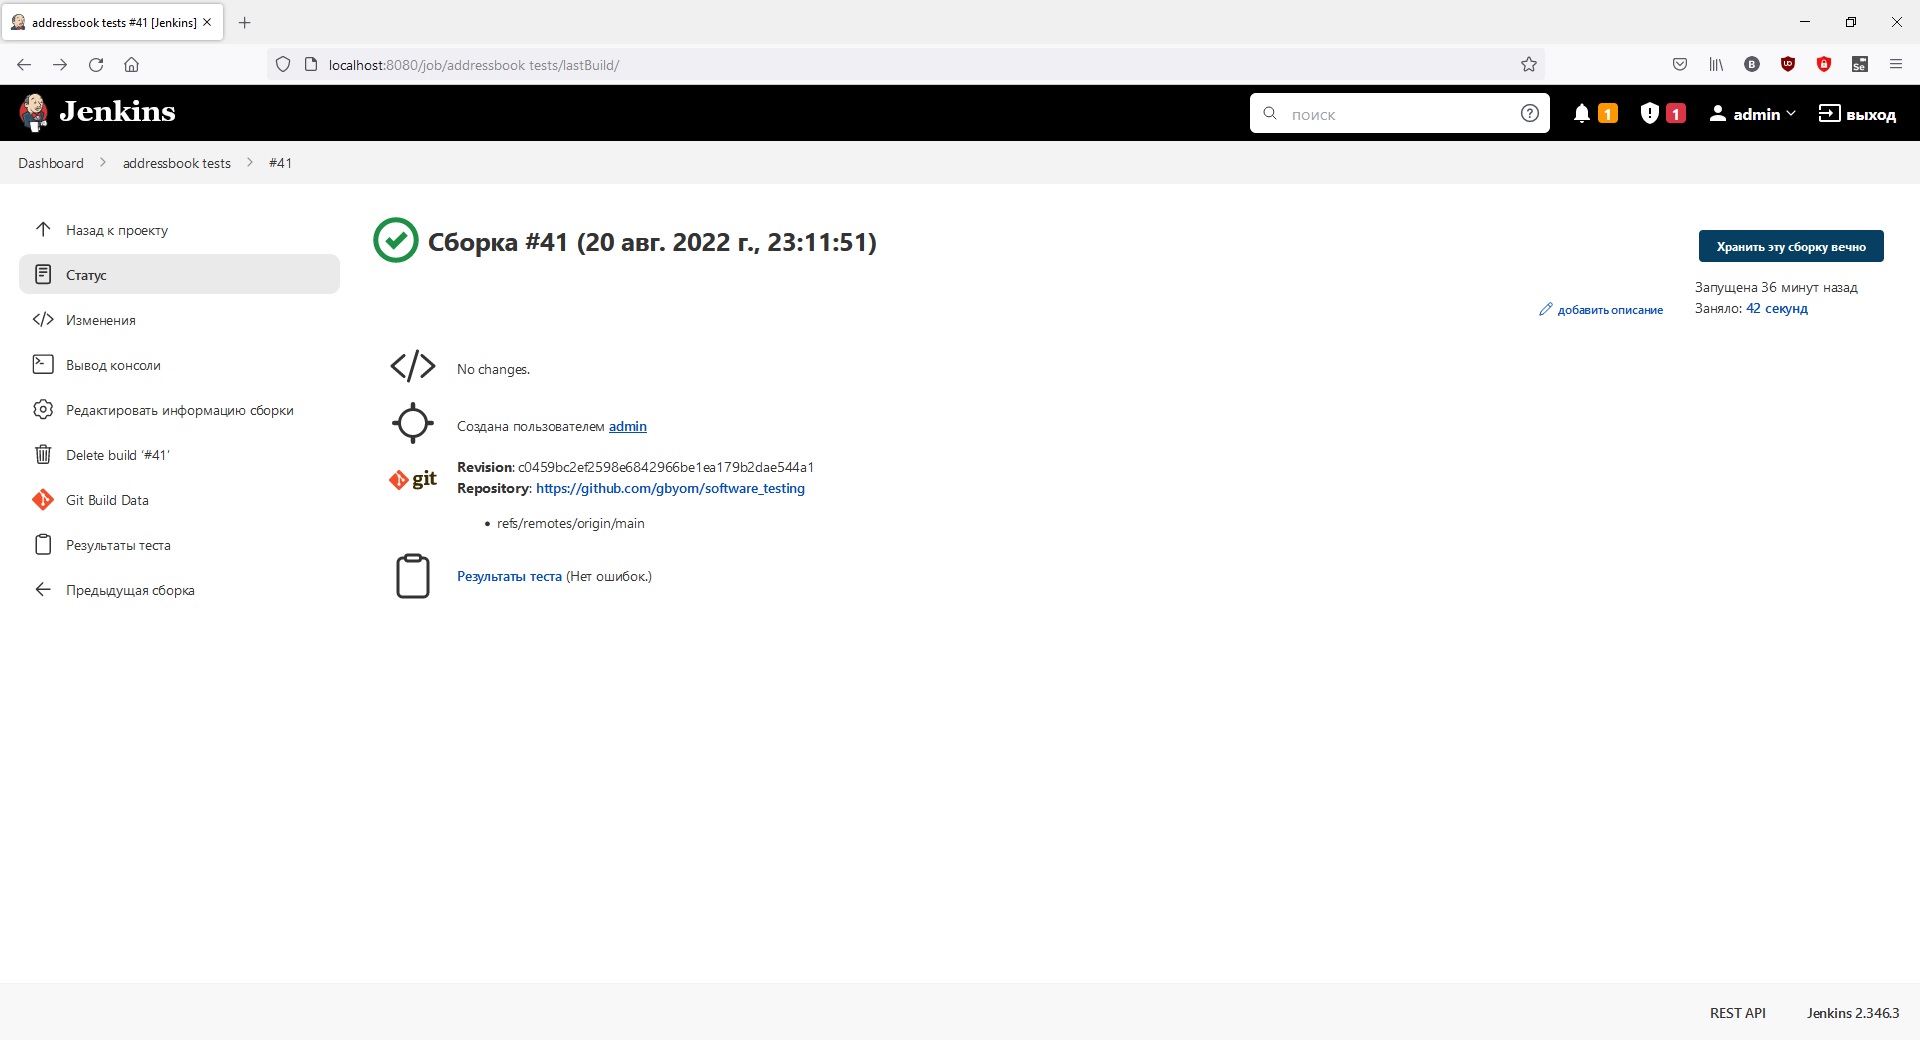 addressbook tests #41 [Jenkins]
localhost:8080/job/addressbook tests/lastBuild/
Jenkins
поиск
1
1
admin
выход
Dashboard
addressbook tests
#41
Назад к проекту
Статус
Изменения
Вывод консоли
Редактировать информацию сборки
Delete build ‘#41’
Git Build Data
Результаты теста
Предыдущая сборка
Сборка #41 (20 авг. 2022 г., 23:11:51)
Хранить эту сборку вечно
Запущена 36 минут назад
Заняло: 42 секунд
добавить описание
No changes.
Создана пользователем admin
git
Revision: c0459bc2ef2598e6842966be1ea179b2dae544a1
Repository: https://github.com/gbyom/software_testing
refs/remotes/origin/main
Результаты теста (Нет ошибок.)
REST API
Jenkins 2.346.3